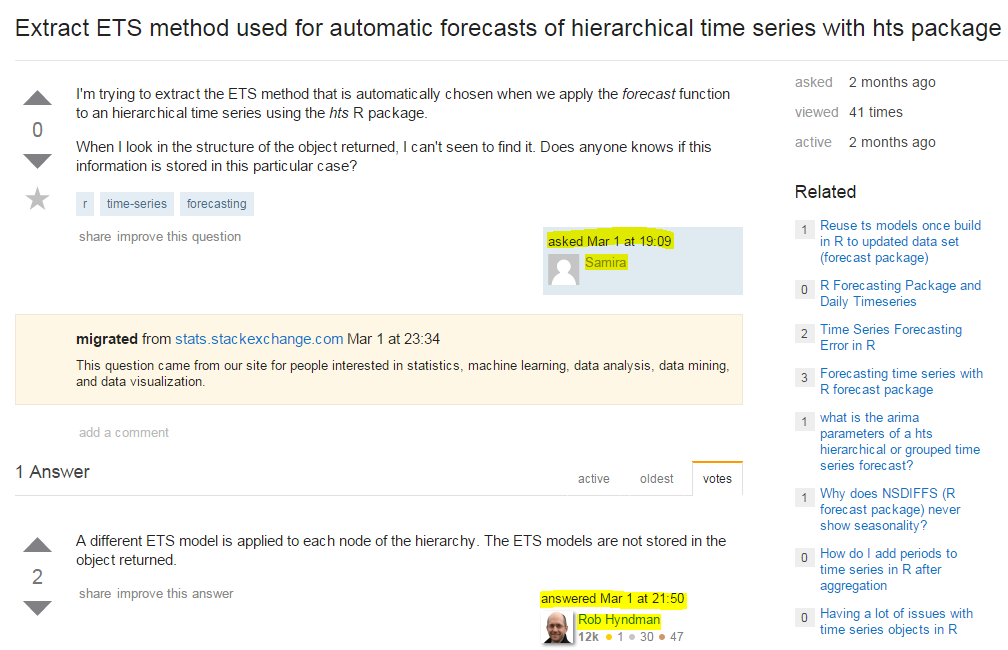 Extract ETS method used for automatic forecasts of hierarchical time series with hts package
0
I'm trying to extract the ETS method that is automatically chosen when we apply the forecast function
to an hierarchical time series using the hts R package.
When I look in the structure of the object returned, I can't seen to find it. Does anyone knows if this
information is stored in this particular case?
r time-series forecasting
share improve this question
asked Mar 1 at 19:09
Samira
migrated from stats.stackexchange.com Mar 1 at 23:34
This question came from our site for people interested in statistics, machine learning, data analysis, data mining,
and data visualization.
add a comment
1 Answer
active oldest votes
2
A different ETS model is applied to each node of the hierarchy. The ETS models are not stored in the
object returned.
share improve this answer
answered Mar 1 at 21:50
Rob Hyndman
12k 1 30 47
asked 2 months ago
viewed 41 times
active 2 months ago
Related
1 Reuse ts models once build
in R to updated data set
(forecast package)
0 R Forecasting Package and
Daily Timeseries
2 Time Series Forecasting
Error in R
3 Forecasting time series with
R forecast package
1 what is the arima
parameters of a hts
hierarchical or grouped time
series forecast?
1 Why does NSDIFFS (R
forecast package) never
show seasonality?
0 How do I add periods to
time series in R after
aggregation
0 Having a lot of issues with
time series objects in R